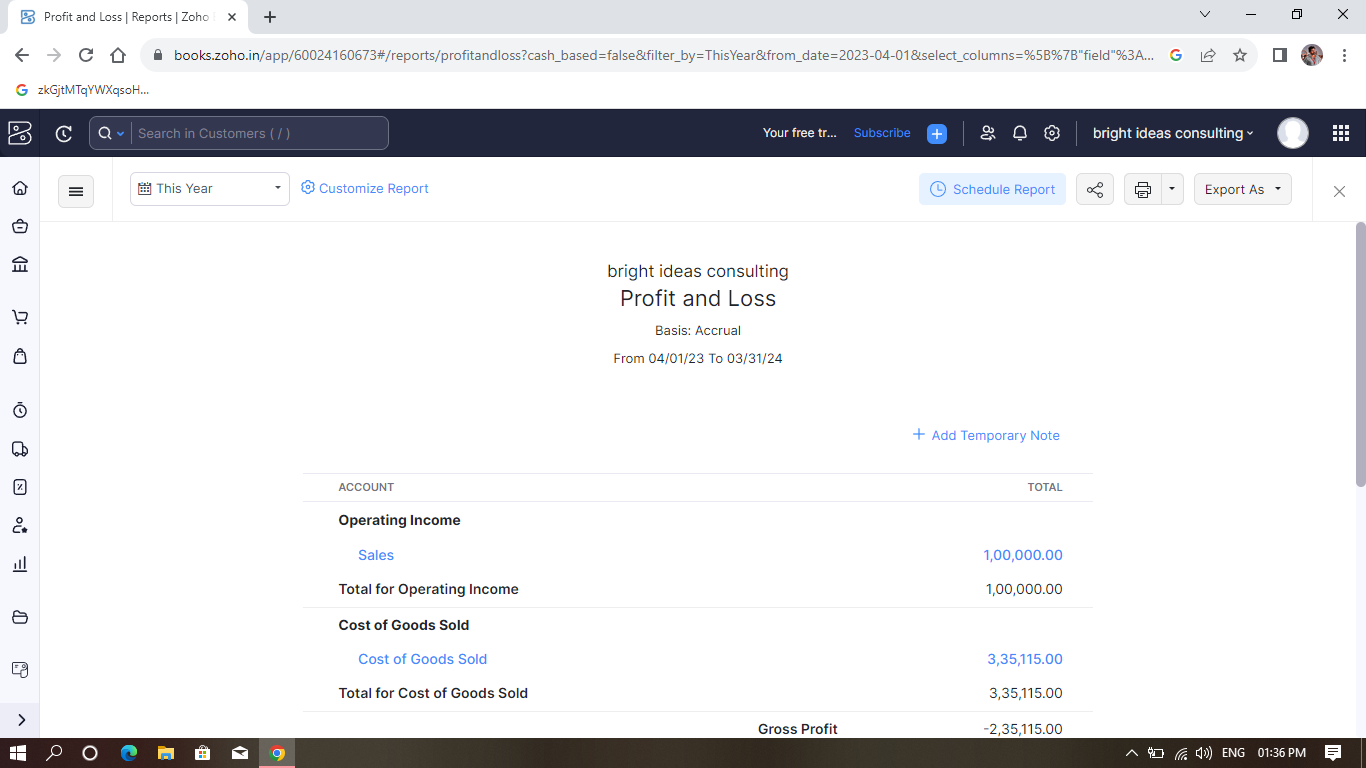 Profit and Loss | Reports | Zoho
books.zoho.in/app/60024160673#/reports/profitandloss?cash_based=false&filter_by=ThisYear&from_date=2023-04-01&select_columns=%5B%7B"field"%3A...
zkGjtMTqYWXqsoH...
Search in Customers ( / )
Your free tr...
Subscribe
bright ideas consulting
This Year
Customize Report
Schedule Report
Export As
bright ideas consulting
Profit and Loss
Basis: Accrual
From 04/01/23 To 03/31/24
+ Add Temporary Note
ACCOUNT TOTAL
Operating Income
Sales 1,00,000.00
Total for Operating Income 1,00,000.00
Cost of Goods Sold
Cost of Goods Sold 3,35,115.00
Total for Cost of Goods Sold 3,35,115.00
Gross Profit -2,35,115.00
ENG 01:36 PM